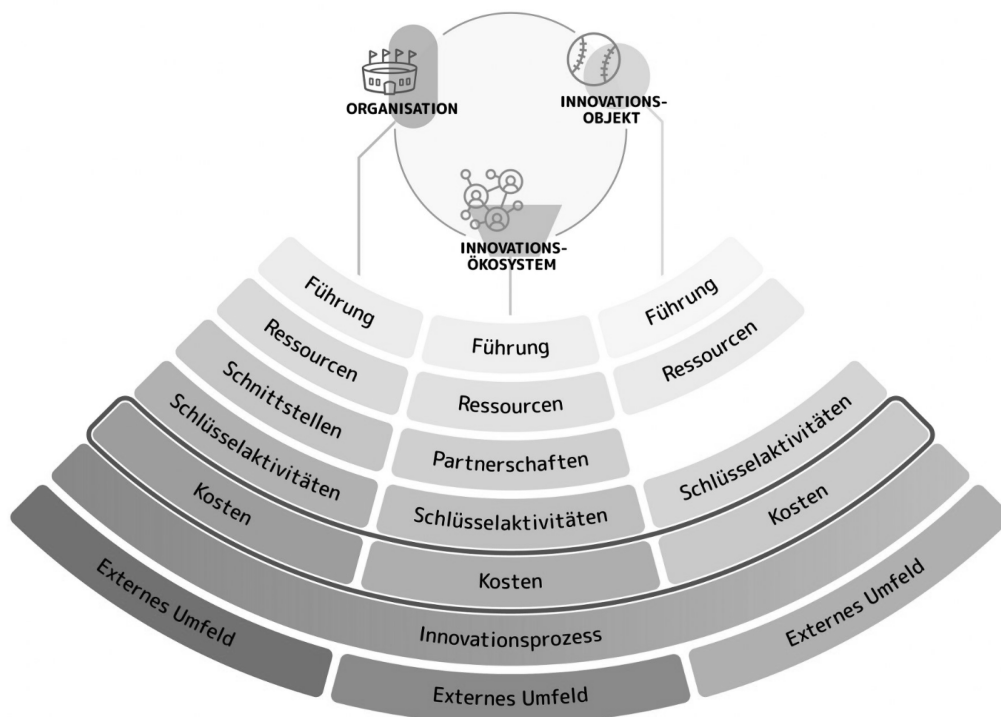 ORGANISATION
INNOVATIONS-
OBJEKT
INNOVATIONS-
ÖKOSYSTEM
Führung
Führung
Führung
Ressourcen
Ressourcen
Ressourcen
Schnittstellen
Partnerschaften
Schlüsselaktivitäten
Schlüsselaktivitäten
Schlüsselaktivitäten
Kosten
Kosten
Kosten
Innovationsprozess
Externes Umfeld
Externes Umfeld
Externes Umfeld